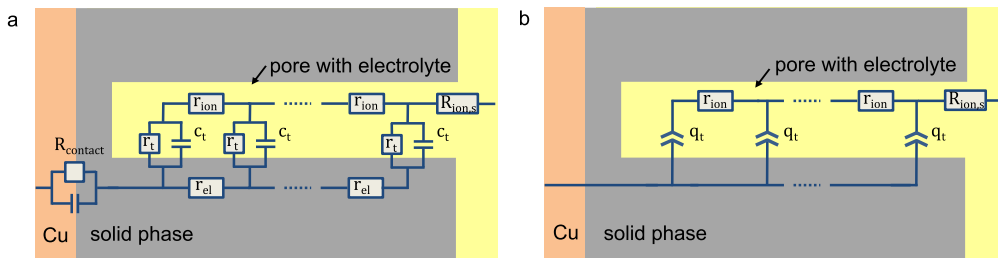 a
pore with electrolyte
r_ion
r_ion
R_ion,s
r_t
c_t
r_t
c_t
r_t
c_t
R_contact
r_el
r_el
Cu
solid phase
b
pore with electrolyte
r_ion
r_ion
R_ion,s
q_t
q_t
q_t
Cu
solid phase